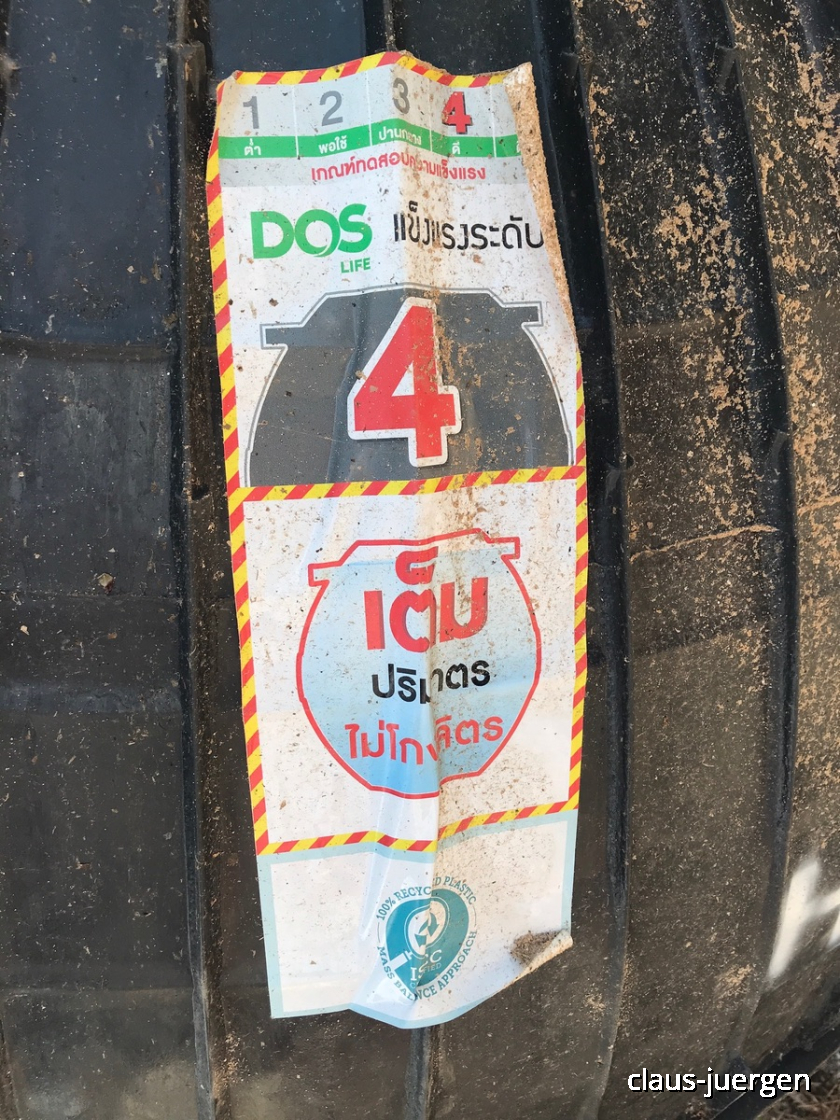 1 2 3 4
ต่ำ พอใช้ ปานกลาง ดี
เกณฑ์ทดสอบความแข็งแรง
DOS แข็งแรงระดับ
LIFE
4
เต็ม
ปริมาตร
ไม่โกงลิตร
100% RECYCLED PLASTIC
ISCC
MASS BALANCE APPROACH
claus-juergen